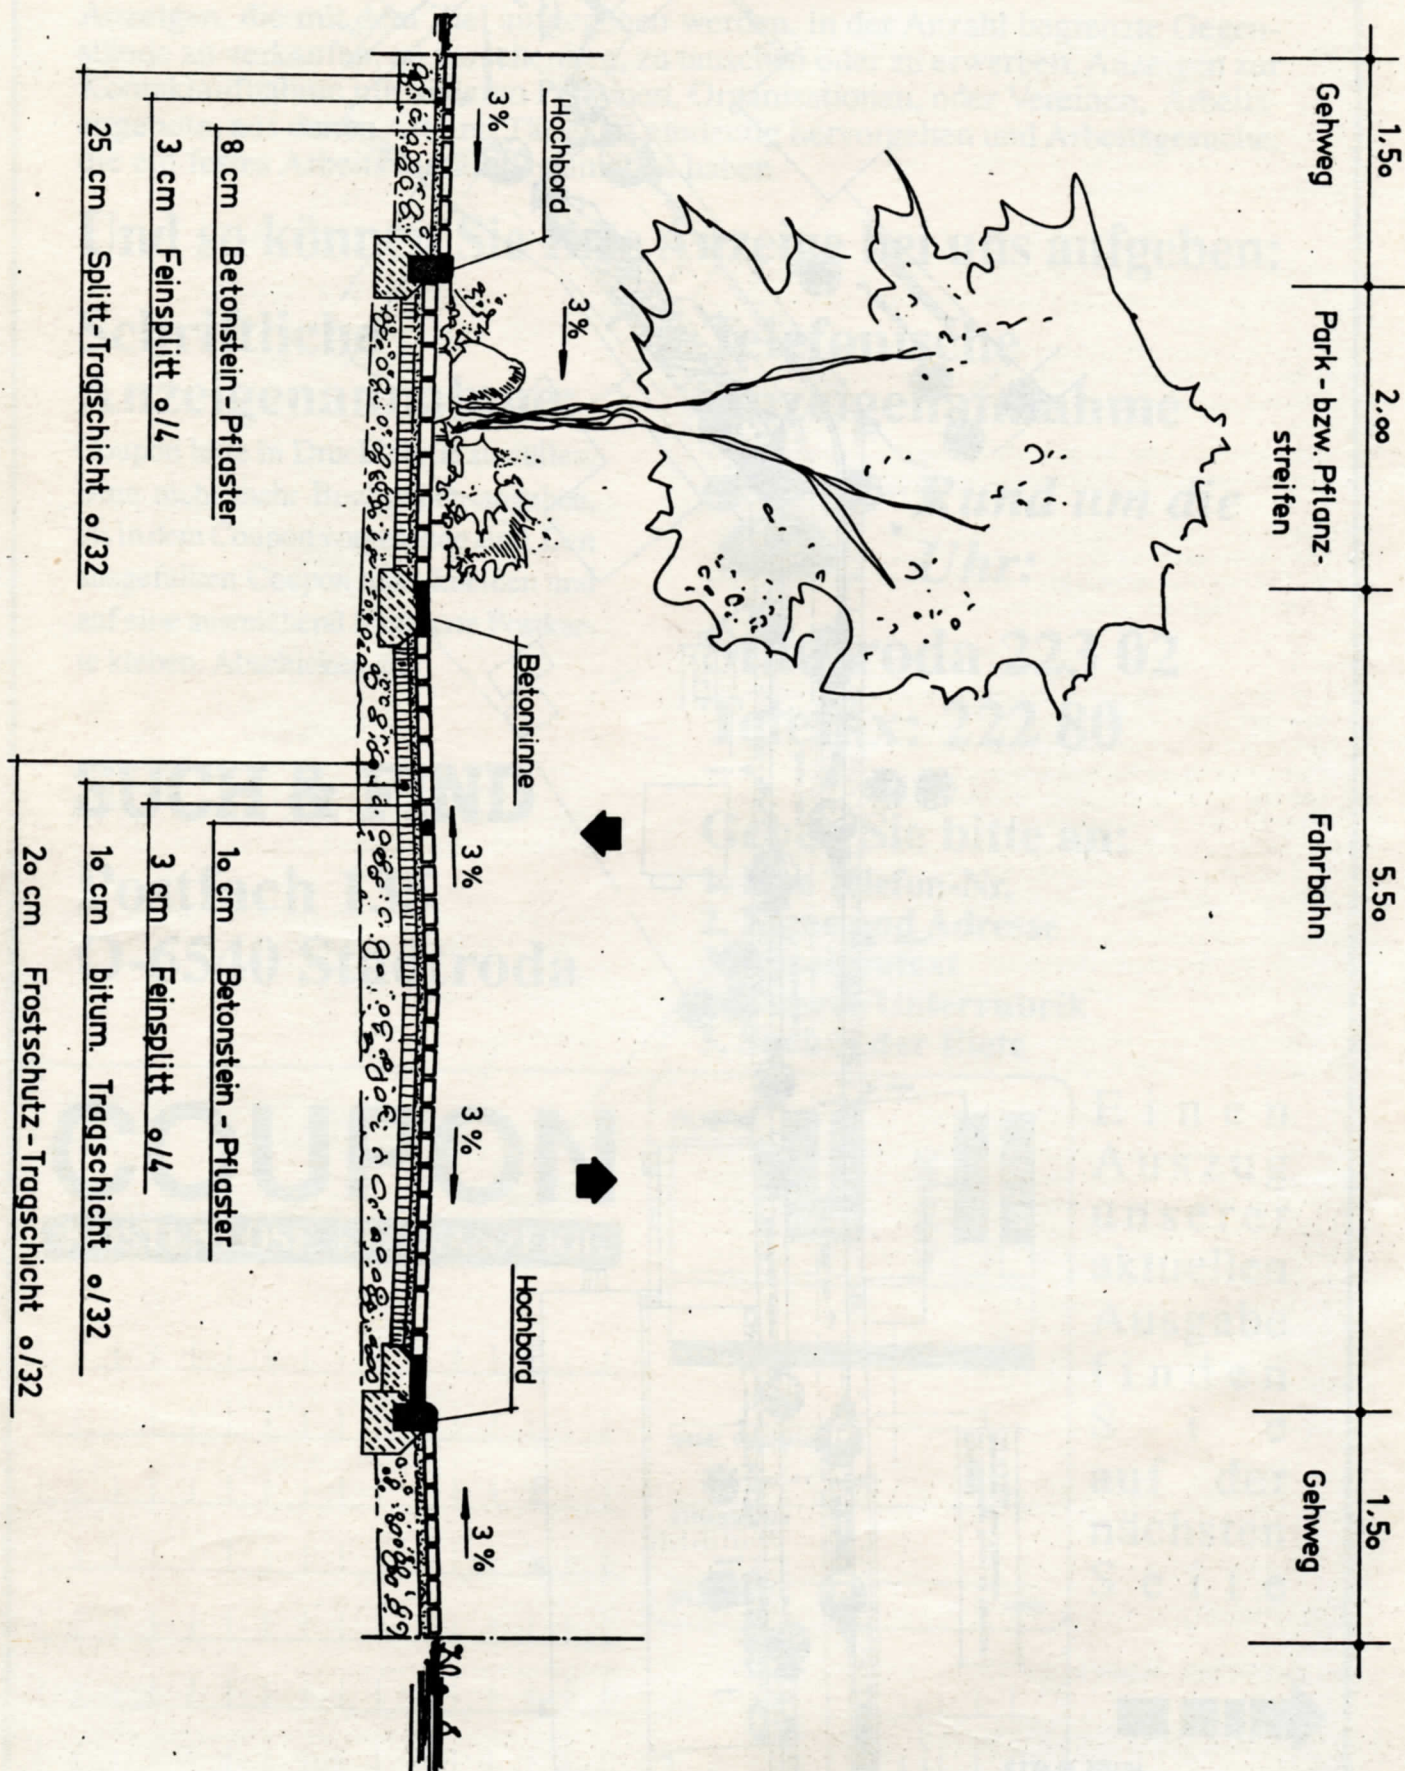 1,5o
2.oo
5.5o
1,5o
Gehweg
Park-bzw. Pflanz-
streifen
Fahrbahn
Gehweg
Hochbord
3%
3%
Betonrinne
3%
3%
Hochbord
3%
8 cm Betonstein-Pflaster
3 cm Feinsplitt o/4
25 cm Splitt-Tragschicht o/32
1o cm Betonstein-Pflaster
3 cm Feinsplitt o/4
1o cm bitum. Tragschicht o/32
2o cm Frostschutz-Tragschicht o/32